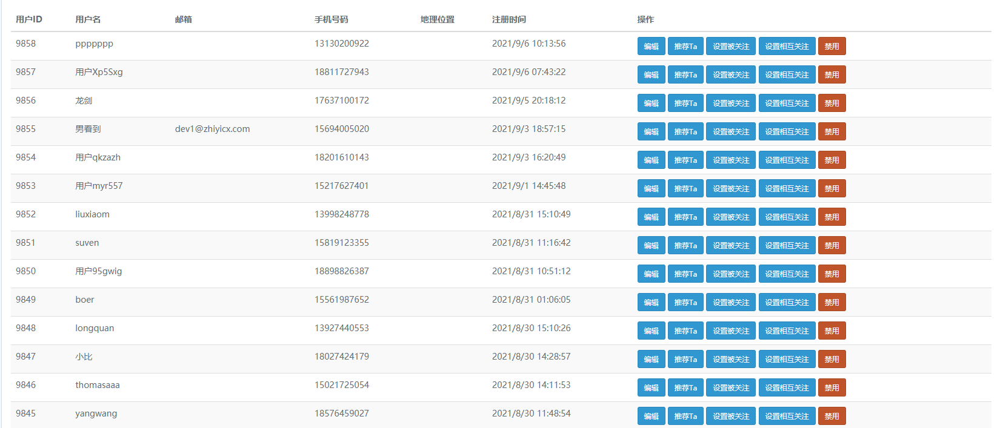 用户ID 用户名 邮箱 手机号码 地理位置 注册时间 操作
9858 ppppppp 13130200922 2021/9/6 10:13:56 编辑 推荐Ta 设置被关注 设置相互关注 禁用
9857 用户Xp5Sxg 18811727943 2021/9/6 07:43:22 编辑 推荐Ta 设置被关注 设置相互关注 禁用
9856 龙剑 17637100172 2021/9/5 20:18:12 编辑 推荐Ta 设置被关注 设置相互关注 禁用
9855 男看到 dev1@zhiyicx.com 15694005020 2021/9/3 18:57:15 编辑 推荐Ta 设置被关注 设置相互关注 禁用
9854 用户qkzazh 18201610143 2021/9/3 16:20:49 编辑 推荐Ta 设置被关注 设置相互关注 禁用
9853 用户myr557 15217627401 2021/9/1 14:45:48 编辑 推荐Ta 设置被关注 设置相互关注 禁用
9852 liuxiaom 13998248778 2021/8/31 15:10:49 编辑 推荐Ta 设置被关注 设置相互关注 禁用
9851 suven 15819123355 2021/8/31 11:16:42 编辑 推荐Ta 设置被关注 设置相互关注 禁用
9850 用户95gwig 18898826387 2021/8/31 10:51:12 编辑 推荐Ta 设置被关注 设置相互关注 禁用
9849 boer 15561987652 2021/8/31 01:06:05 编辑 推荐Ta 设置被关注 设置相互关注 禁用
9848 longquan 13927440553 2021/8/30 15:10:26 编辑 推荐Ta 设置被关注 设置相互关注 禁用
9847 小比 18027424179 2021/8/30 14:28:57 编辑 推荐Ta 设置被关注 设置相互关注 禁用
9846 thomasaaa 15021725054 2021/8/30 14:11:53 编辑 推荐Ta 设置被关注 设置相互关注 禁用
9845 yangwang 18576459027 2021/8/30 11:48:54 编辑 推荐Ta 设置被关注 设置相互关注 禁用